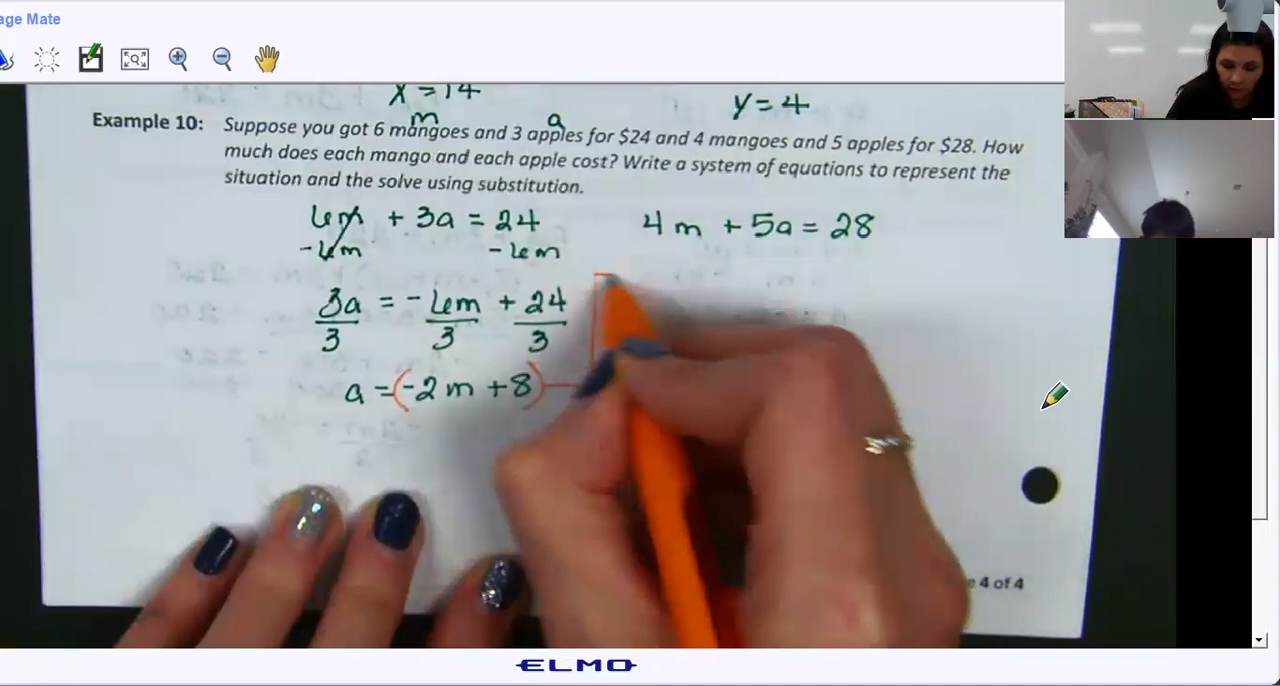 age Mate
x = 14
y = 4
m
a
Example 10: Suppose you got 6 mangoes and 3 apples for $24 and 4 mangoes and 5 apples for $28. How
much does each mango and each apple cost? Write a system of equations to represent the
situation and the solve using substitution.
6m + 3a = 24
4m + 5a = 28
-6m -6m
3a = -6m + 24
3 3 3
a = (-2m + 8)
e 4 of 4
ELMO